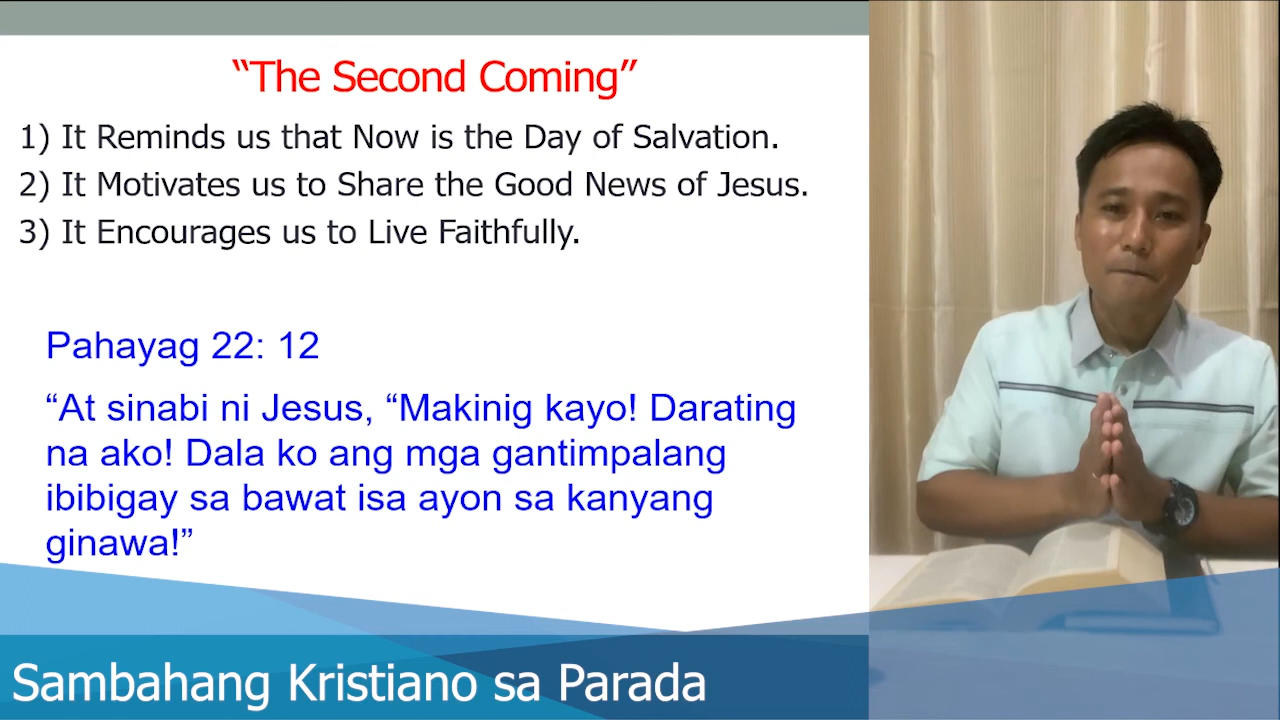 “The Second Coming”
1) It Reminds us that Now is the Day of Salvation.
2) It Motivates us to Share the Good News of Jesus.
3) It Encourages us to Live Faithfully.
Pahayag 22: 12
“At sinabi ni Jesus, “Makinig kayo! Darating
na ako! Dala ko ang mga gantimpalang
ibibigay sa bawat isa ayon sa kanyang
ginawa!”
Sambahang Kristiano sa Parada